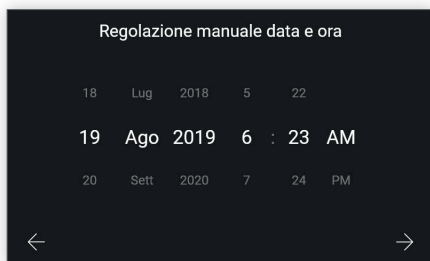 Regolazione manuale data e ora
18 Lug 2018 5 22
19 Ago 2019 6 : 23 AM
20 Sett 2020 7 24 PM